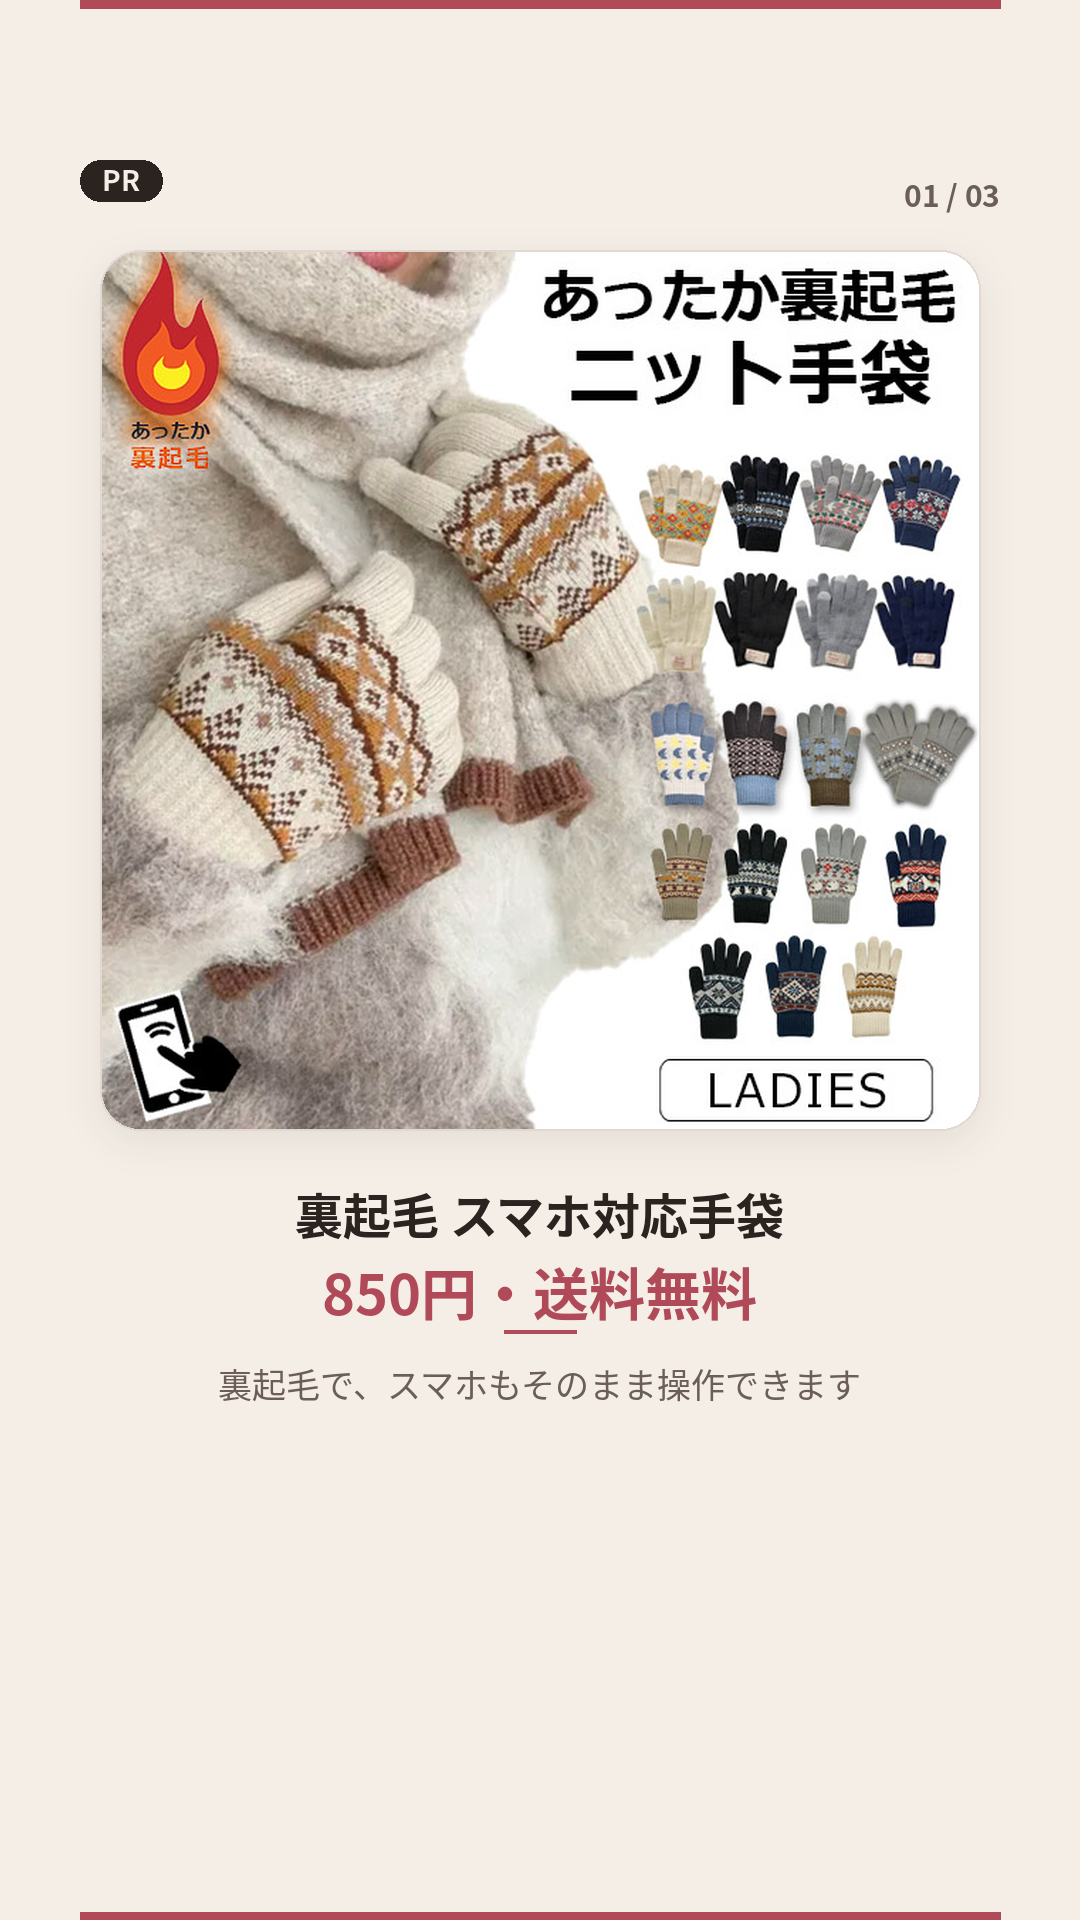 PR
01 / 03
あったか裏起毛
ニット手袋
あったか
裏起毛
LADIES
裏起毛 スマホ対応手袋
850円・送料無料
裏起毛で、スマホもそのまま操作できます